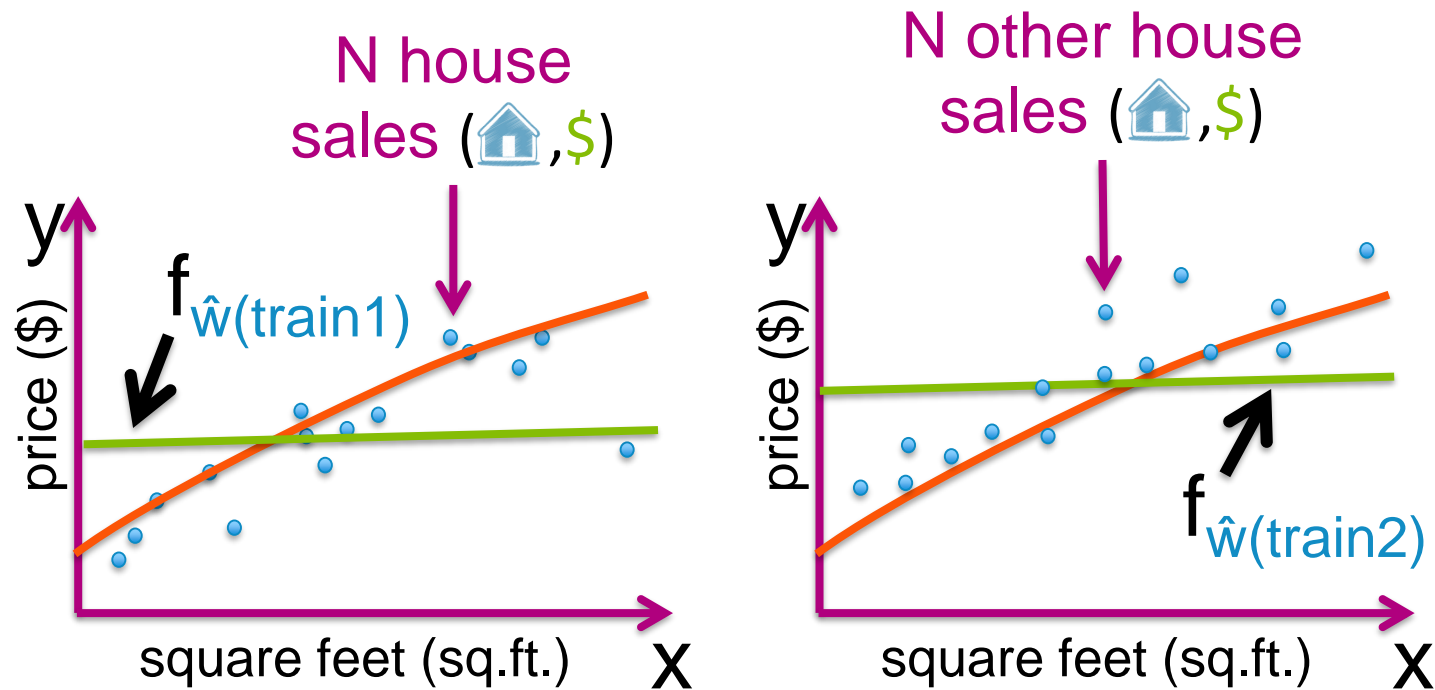 N house
sales (,$)
y
price ($)
f ŵ(train1)
square feet (sq.ft.)
x
N other house
sales (,$)
y
price ($)
f ŵ(train2)
square feet (sq.ft.)
x